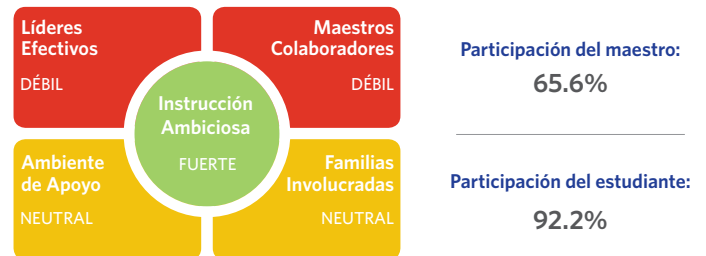 Líderes
Efectivos
DÉBIL
Maestros
Colaboradores
DÉBIL
Instrucción
Ambiciosa
FUERTE
Ambiente
de Apoyo
NEUTRAL
Familias
Involucradas
NEUTRAL
Participación del maestro:
65.6%
Participación del estudiante:
92.2%